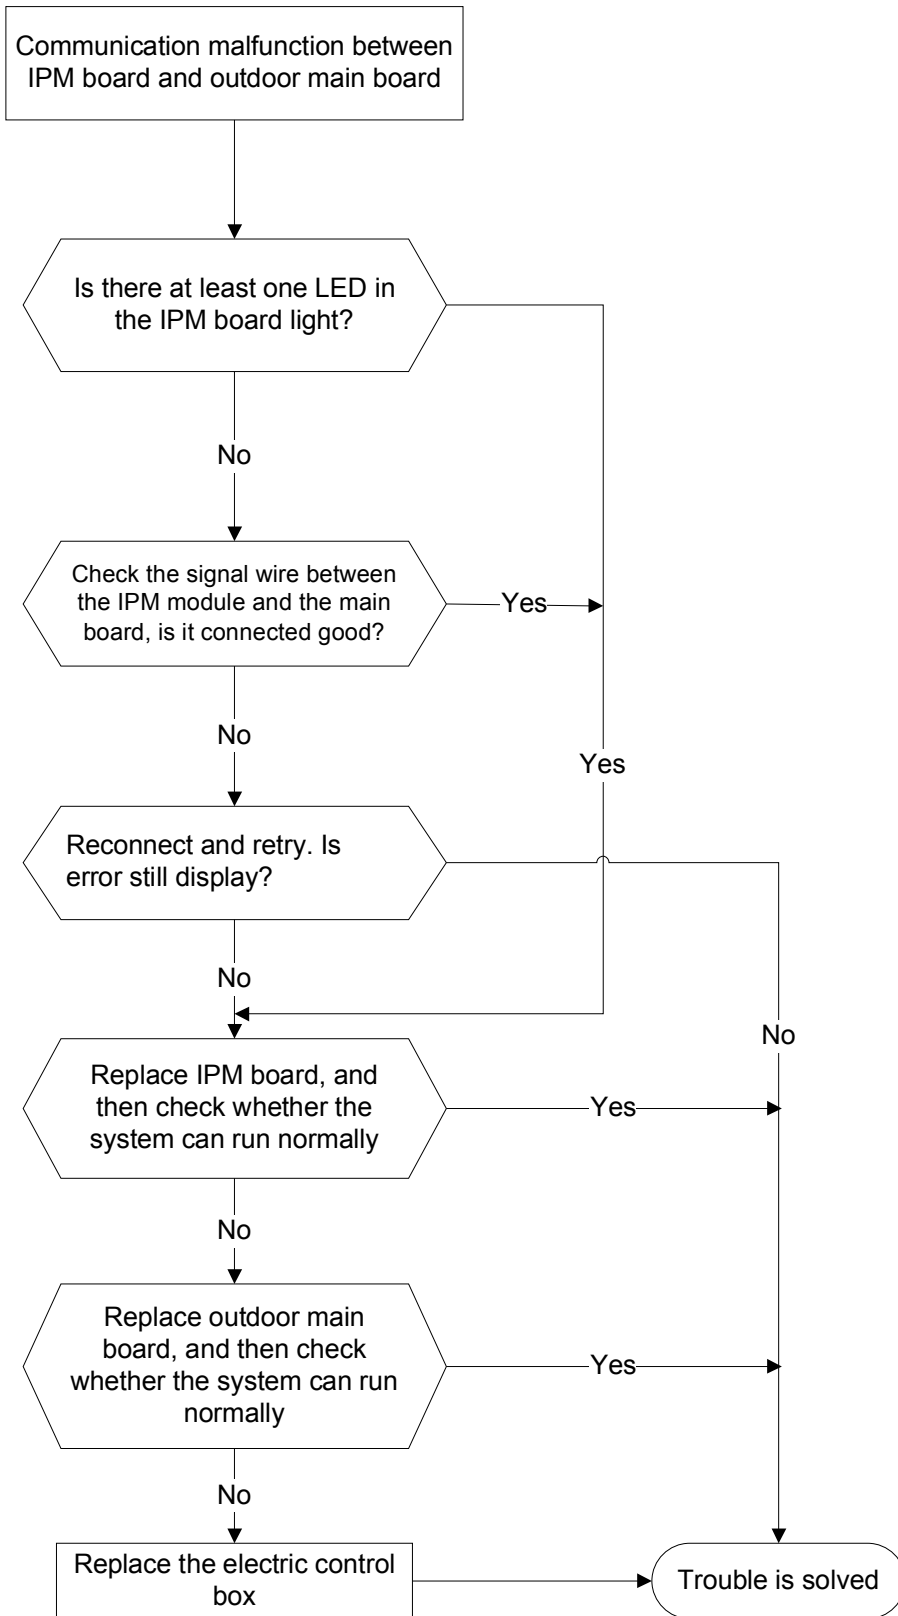 Communication malfunction between
IPM board and outdoor main board
Is there at least one LED in
the IPM board light?
No
Check the signal wire between
the IPM module and the main
board, is it connected good?
Yes
No
Yes
Reconnect and retry. Is
error still display?
No
No
Replace IPM board, and
then check whether the
system can run normally
Yes
No
Replace outdoor main
board, and then check
whether the system can run
normally
Yes
No
Replace the electric control
box
Trouble is solved